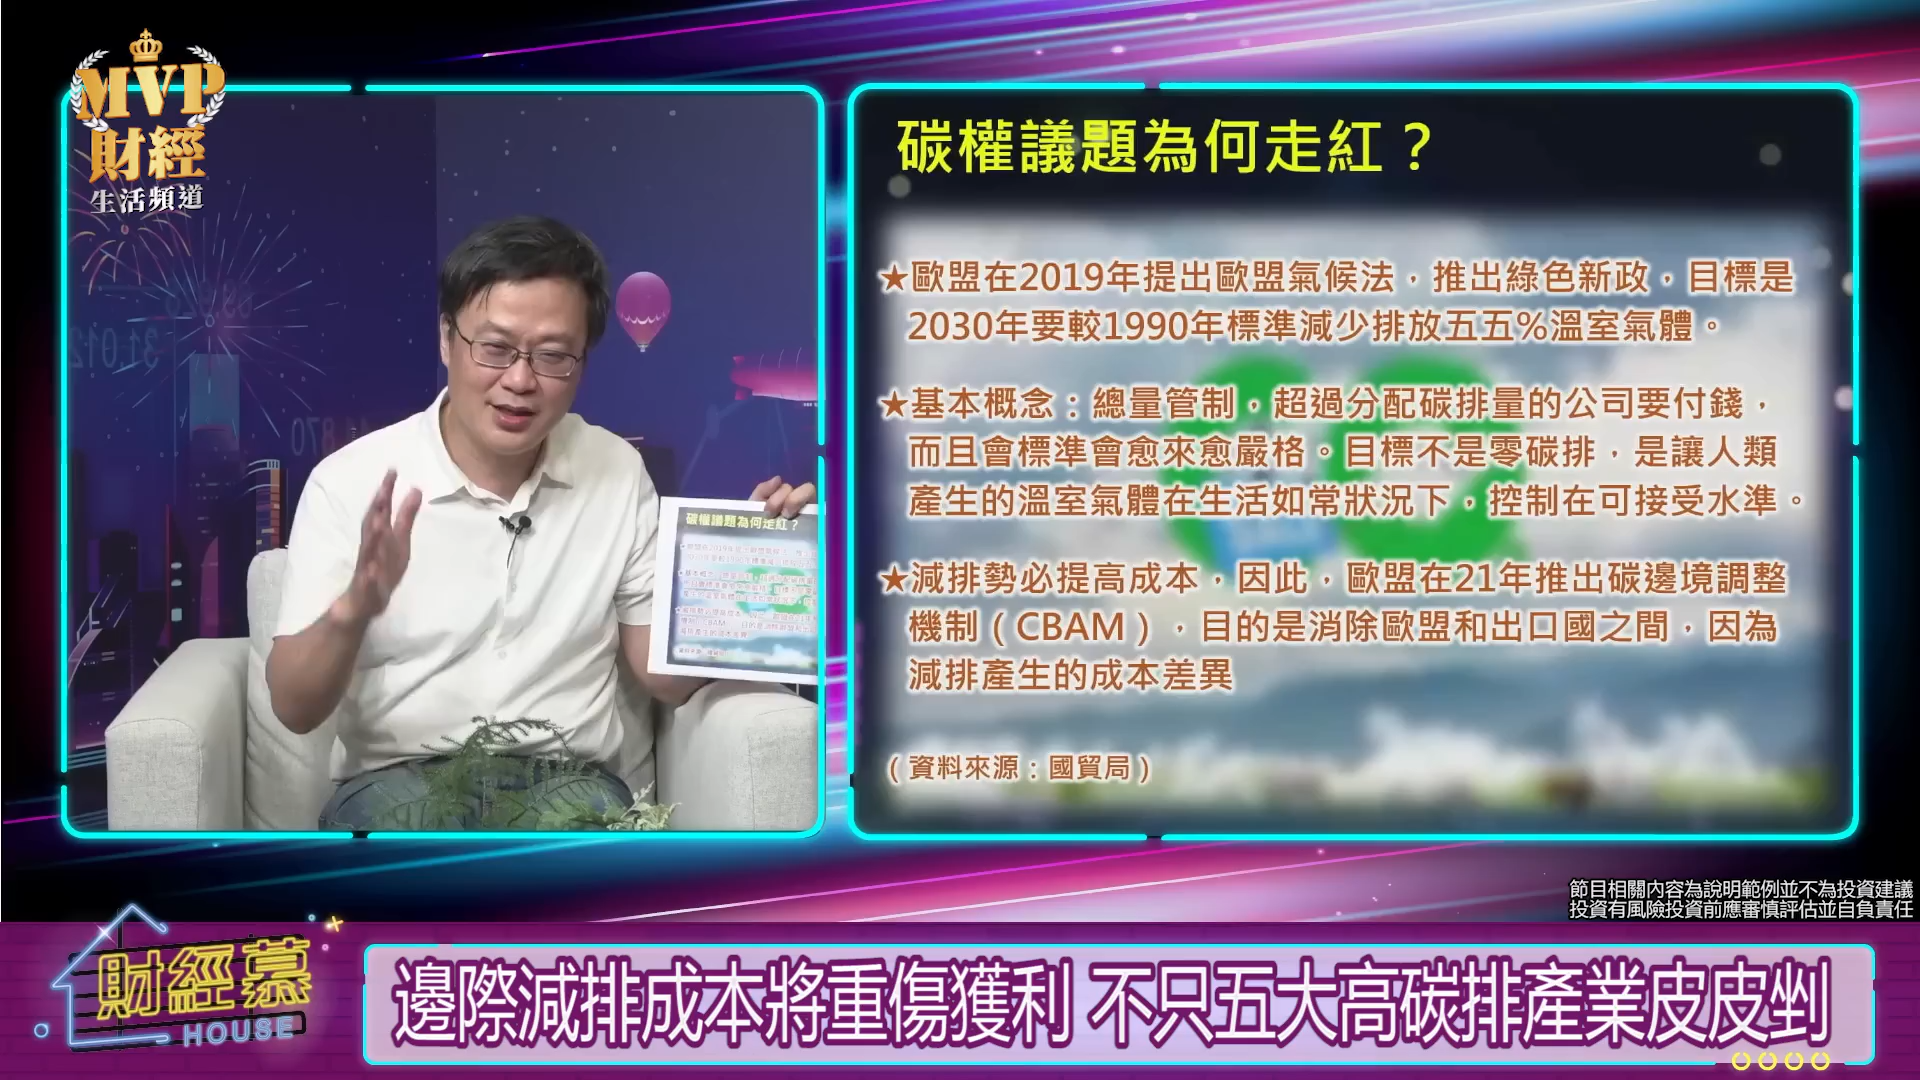 MVP
財經
生活頻道
碳權議題為何走紅？
★歐盟在2019年提出歐盟氣候法，推出綠色新政，目標是
2030年要較1990年標準減少排放五五%溫室氣體。
★基本概念：總量管制，超過分配碳排量的公司要付錢，
而且會標準會愈來愈嚴格。目標不是零碳排，是讓人類
產生的溫室氣體在生活如常狀況下，控制在可接受水準。
★減排勢必提高成本，因此，歐盟在21年推出碳邊境調整
機制（CBAM），目的是消除歐盟和出口國之間，因為
減排產生的成本差異
（資料來源：國貿局）
碳權議題為何走紅？
節目相關內容為說明範例並不為投資建議
投資有風險投資前應審慎評估並自負責任
財經慕
HOUSE
邊際減排成本將重傷獲利 不只五大高碳排產業皮皮剉